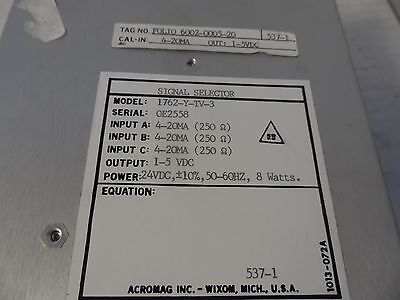 TAG NO. FOLIO 6002-0005-20
CAL-IN. 4-20MA OUT: 1-5VDC
537-1
SIGNAL SELECTOR
MODEL: 1762-Y-TV-3
SERIAL: OE2558
INPUT A: 4-20MA (250 Ω)
INPUT B: 4-20MA (250 Ω)
INPUT C: 4-20MA (250 Ω)
OUTPUT: 1-5 VDC
POWER: 24VDC,±10%,50-60HZ, 8 Watts.
EQUATION:
537-1
ACROMAG INC. – WIXOM, MICH., U.S.A.
1013-072A